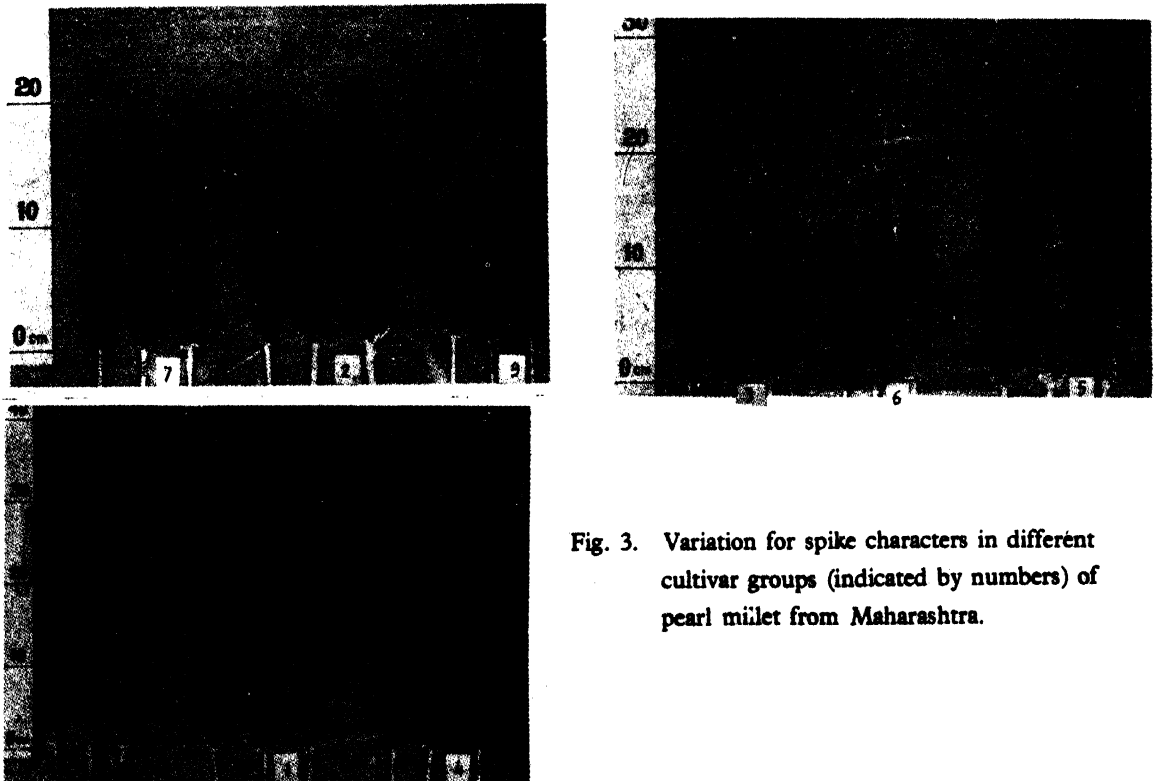 20
10
0 cm
7 2 9
30
20
10
0 cm
6 5
Fig. 3. Variation for spike characters in different
cultivar groups (indicated by numbers) of
pearl millet from Maharashtra.